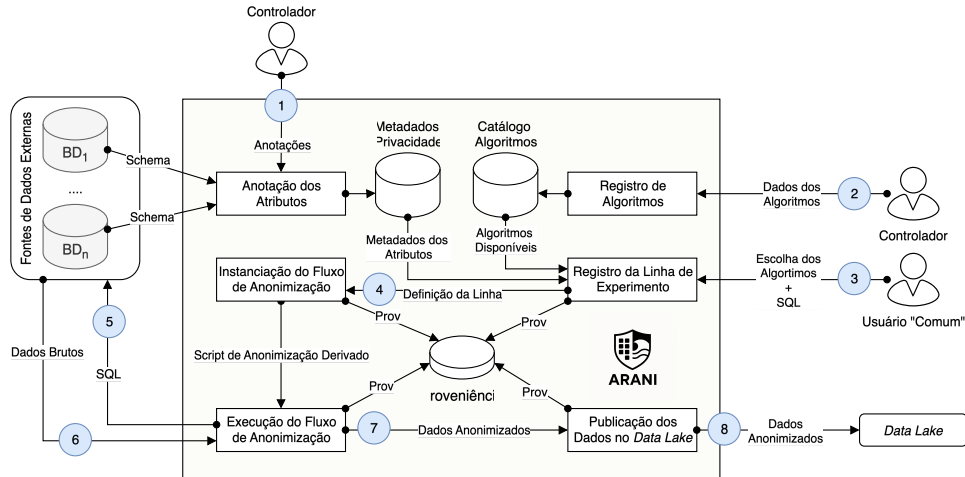 Controlador
1
Fontes de Dados Externas
BD1
....
BDn
Schema
Schema
Anotações
Anotação dos
Atributos
Metadados
Privacidade
Catálogo
Algoritmos
Registro de
Algoritmos
Dados dos
Algoritmos
2
Controlador
Metadados dos
Atributos
Algoritmos
Disponíveis
Instanciação do Fluxo
de Anonimização
4
Definição da Linha
Registro da Linha de
Experimento
Escolha dos
Algortimos
+
SQL
3
Usuário "Comum"
5
Dados Brutos
SQL
Prov
Prov
Script de Anonimização Derivado
roveniênci
ARANI
Prov
Prov
6
Execução do Fluxo
de Anonimização
7
Dados Anonimizados
Publicação dos
Dados no Data Lake
8
Dados
Anonimizados
Data Lake